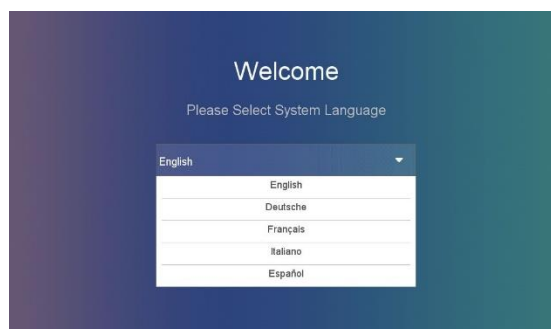 Welcome
Please Select System Language
English
English
Deutsche
Français
Italiano
Español